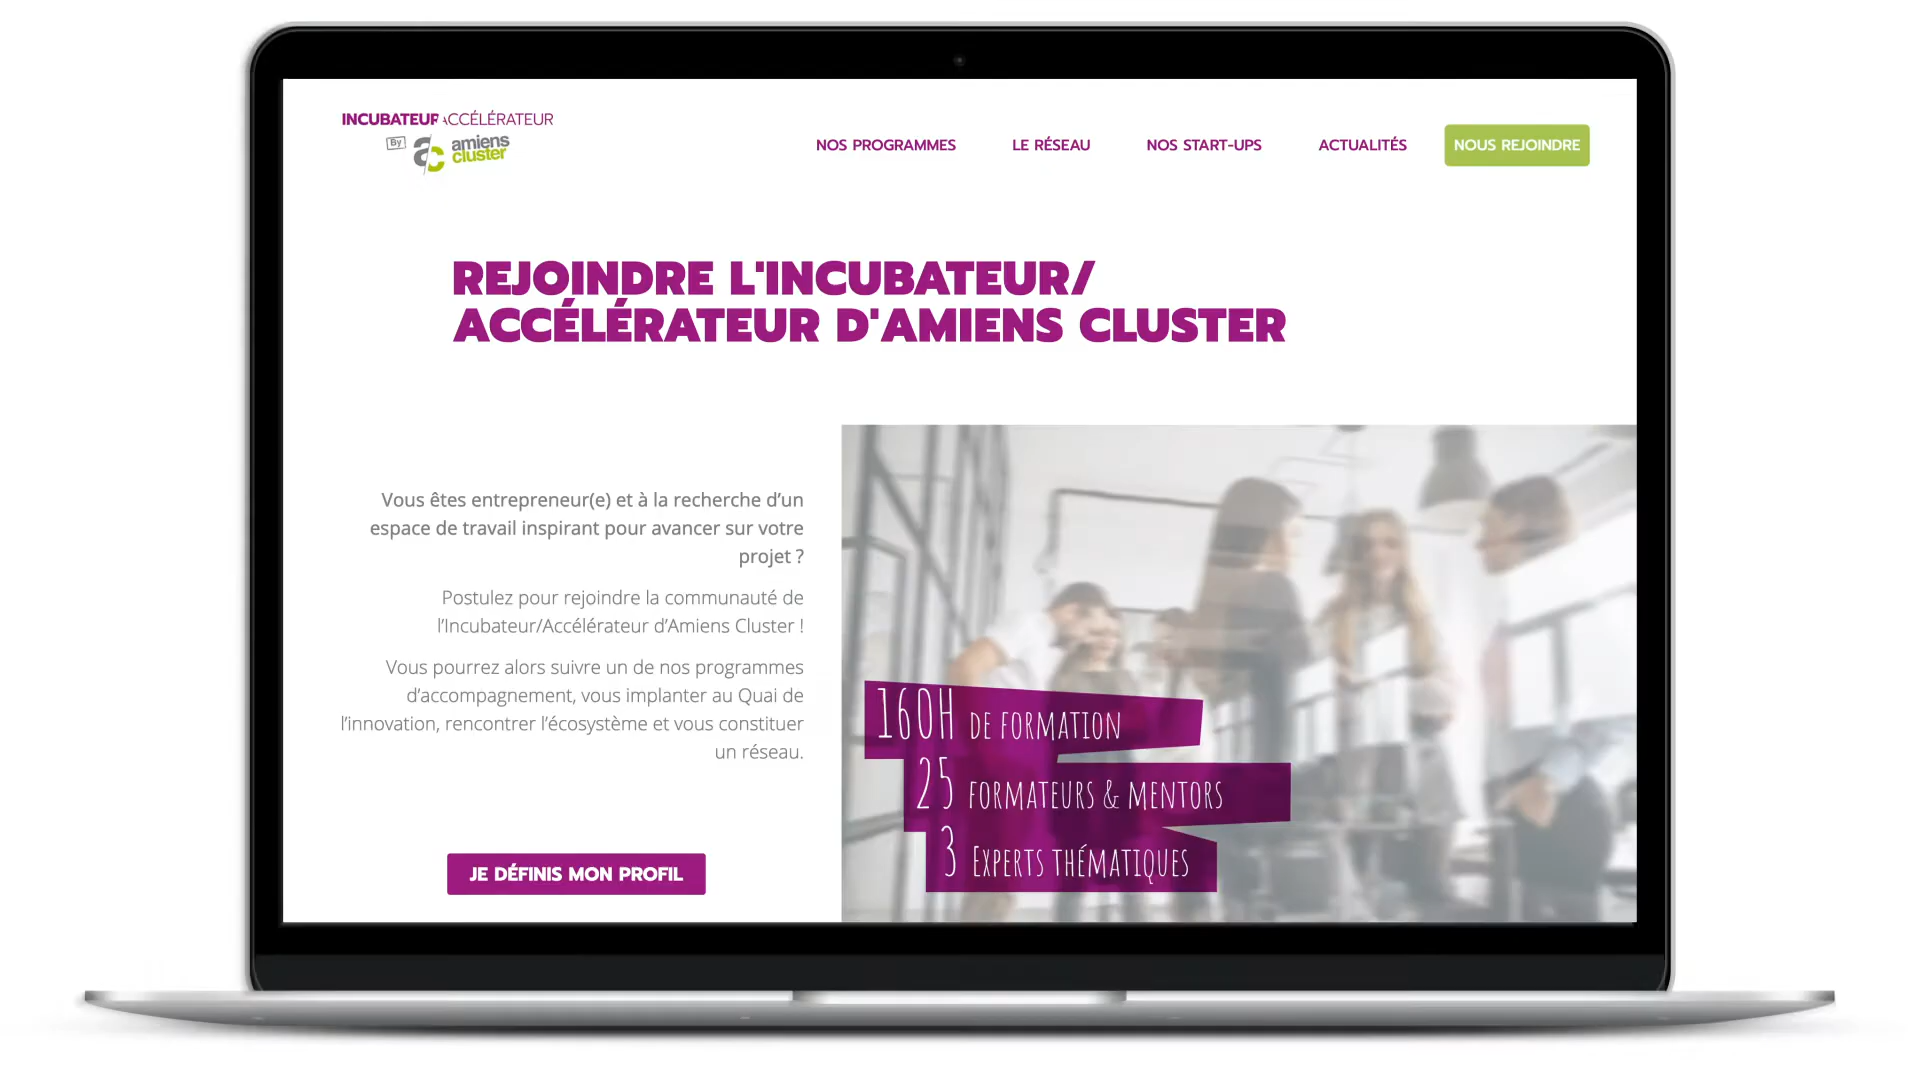 INCUBATEUR ACCÉLÉRATEUR
By ac amiens
cluster
NOS PROGRAMMES LE RÉSEAU NOS START-UPS ACTUALITÉS NOUS REJOINDRE
REJOINDRE L'INCUBATEUR/
ACCÉLÉRATEUR D'AMIENS CLUSTER
Vous êtes entrepreneur(e) et à la recherche d’un
espace de travail inspirant pour avancer sur votre
projet ?
Postulez pour rejoindre la communauté de
l’Incubateur/Accélérateur d’Amiens Cluster !
Vous pourrez alors suivre un de nos programmes
d’accompagnement, vous implanter au Quai de
l’innovation, rencontrer l’écosystème et vous constituer
un réseau.
JE DÉFINIS MON PROFIL
160H DE FORMATION
25 FORMATEURS & MENTORS
3 EXPERTS THÉMATIQUES